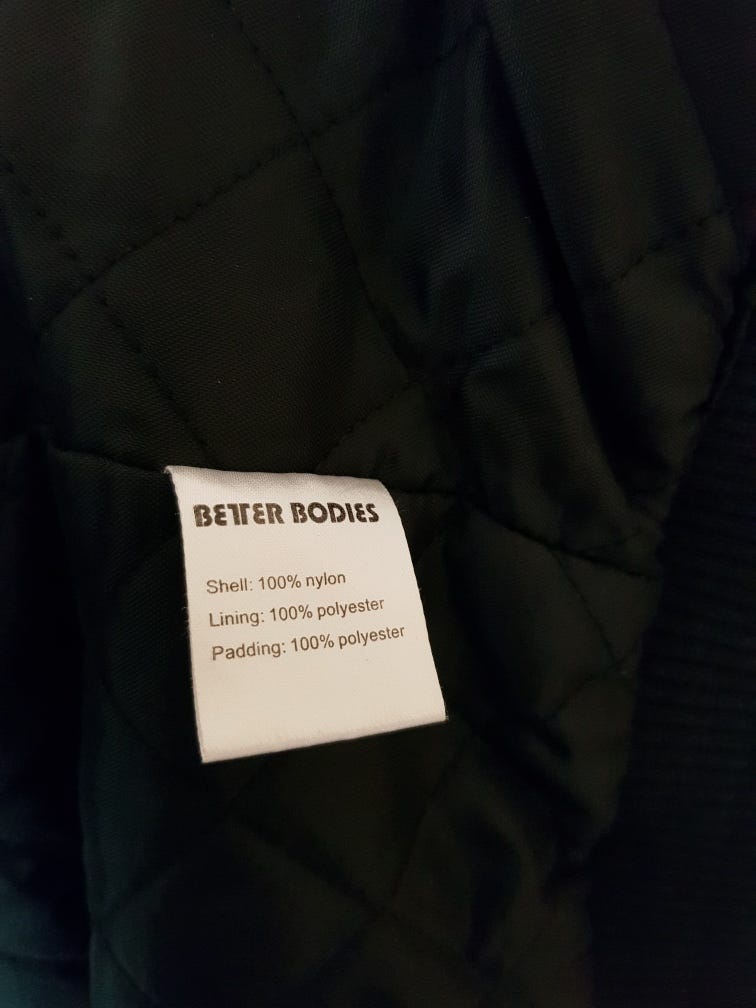 BETTER BODIES
Shell: 100% nylon
Lining: 100% polyester
Padding: 100% polyester